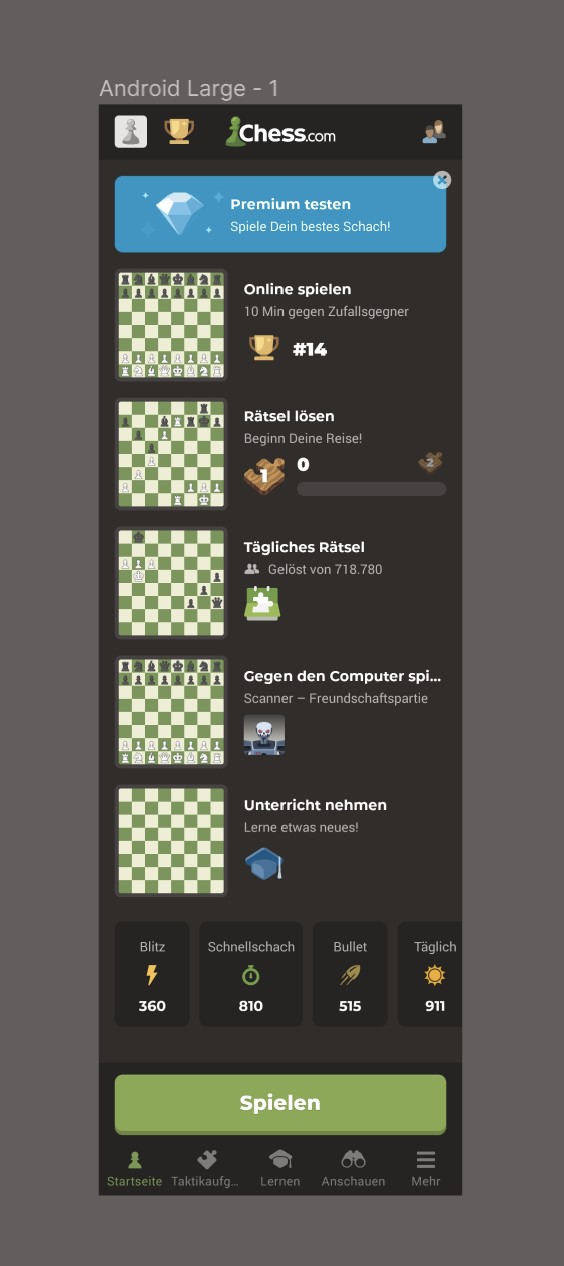 Android Large - 1
Chess.com
Premium testen
Spiele Dein bestes Schach!
Online spielen
10 Min gegen Zufallsgegner
#14
Rätsel lösen
Beginn Deine Reise!
1
0
2
Tägliches Rätsel
Gelöst von 718.780
Gegen den Computer spi...
Scanner – Freundschaftspartie
Unterricht nehmen
Lerne etwas neues!
Blitz
360
Schnellschach
810
Bullet
515
Täglich
911
Spielen
Startseite
Taktikaufg...
Lernen
Anschauen
Mehr